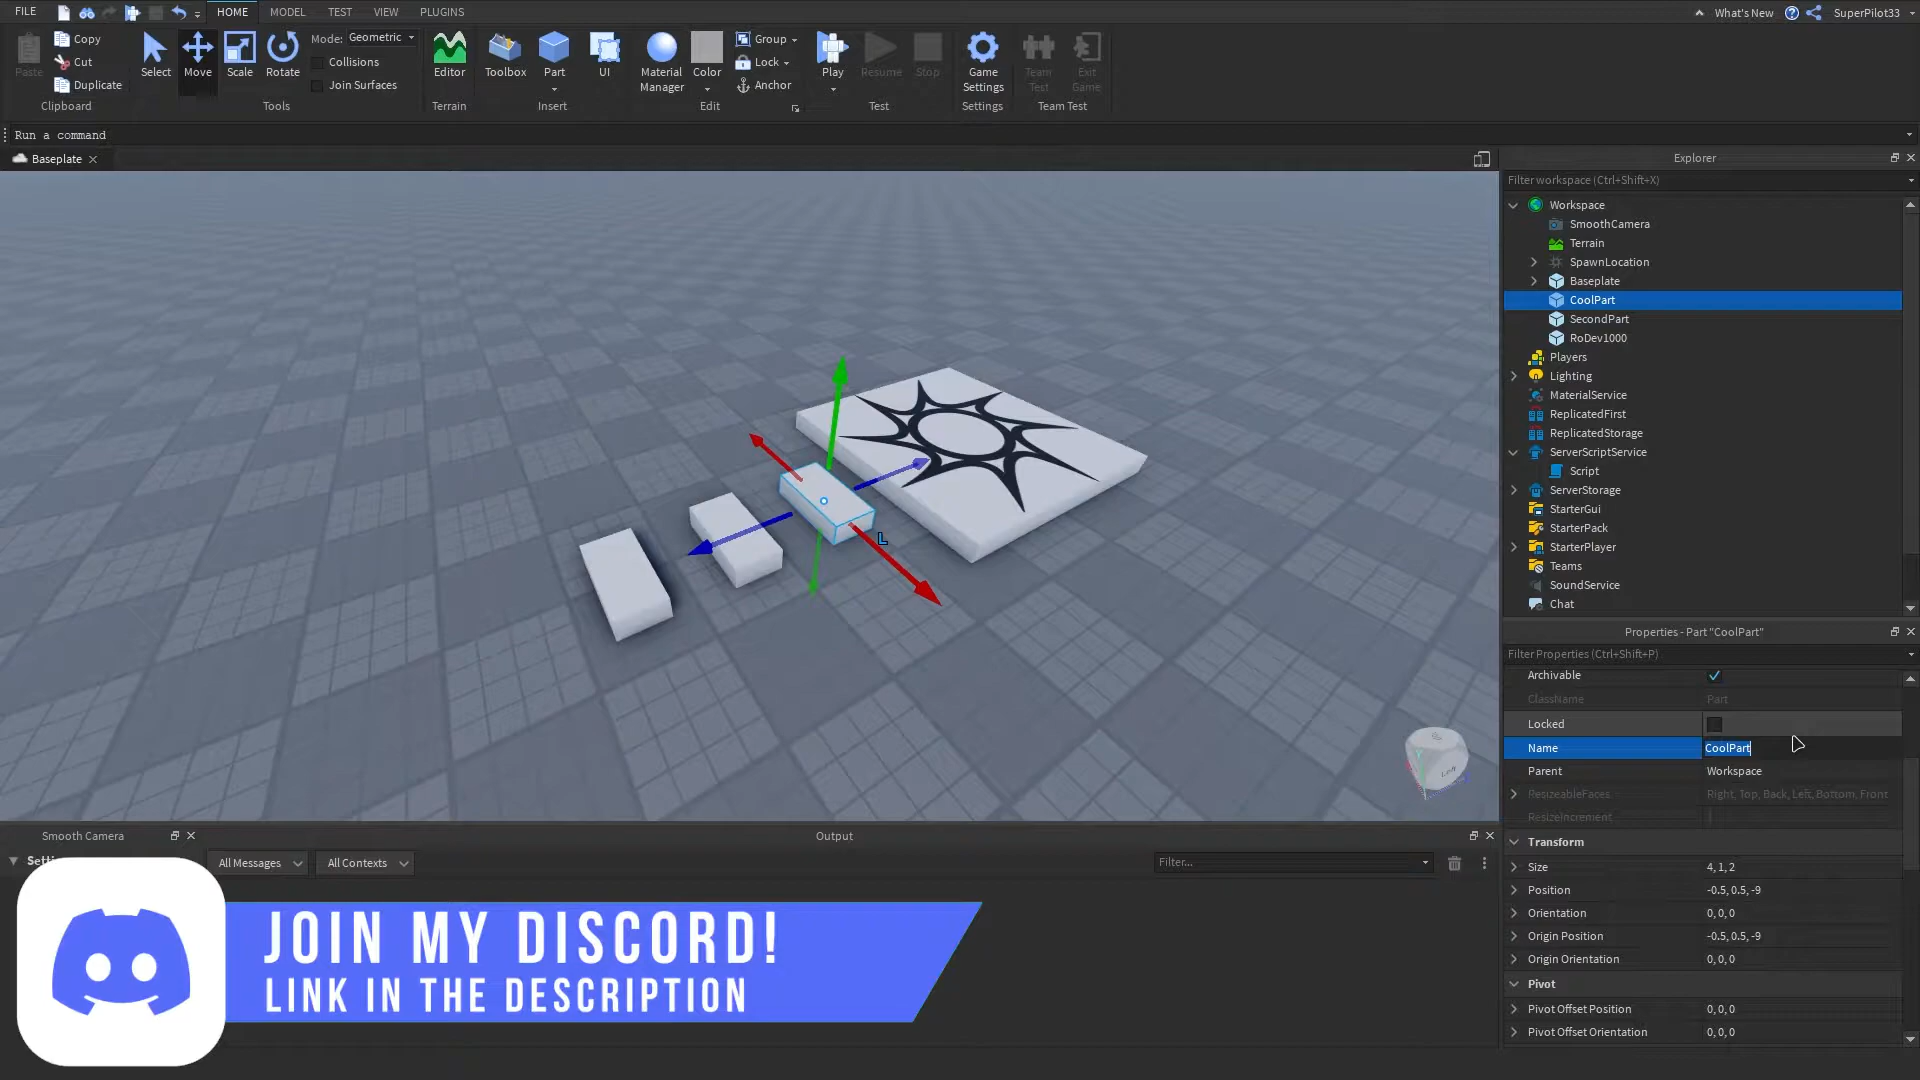 FILE
HOME
MODEL
TEST
VIEW
PLUGINS
What's New
SuperPilot33
Paste
Copy
Cut
Duplicate
Clipboard
Select
Move
Scale
Rotate
Mode: Geometric
Collisions
Join Surfaces
Tools
Editor
Terrain
Toolbox
Part
UI
Insert
Material
Manager
Color
Group
Lock
Anchor
Edit
Play
Resume
Stop
Test
Game
Settings
Settings
Team
Test
Exit
Game
Team Test
Run a command
Baseplate
Explorer
Filter workspace (Ctrl+Shift+X)
Workspace
SmoothCamera
Terrain
SpawnLocation
Baseplate
CoolPart
SecondPart
RoDev1000
Players
Lighting
MaterialService
ReplicatedFirst
ReplicatedStorage
ServerScriptService
Script
ServerStorage
StarterGui
StarterPack
StarterPlayer
Teams
SoundService
Chat
L
Left
Properties - Part "CoolPart"
Filter Properties (Ctrl+Shift+P)
Archivable
ClassName Part
Locked
Name CoolPart
Parent Workspace
ResizeableFaces Right, Top, Back, Left, Bottom, Front
ResizeIncrement
Transform
Size 4, 1, 2
Position -0.5, 0.5, -9
Orientation 0, 0, 0
Origin Position -0.5, 0.5, -9
Origin Orientation 0, 0, 0
Pivot
Pivot Offset Position 0, 0, 0
Pivot Offset Orientation 0, 0, 0
Smooth Camera
Output
All Messages
All Contexts
Filter...
JOIN MY DISCORD!
LINK IN THE DESCRIPTION